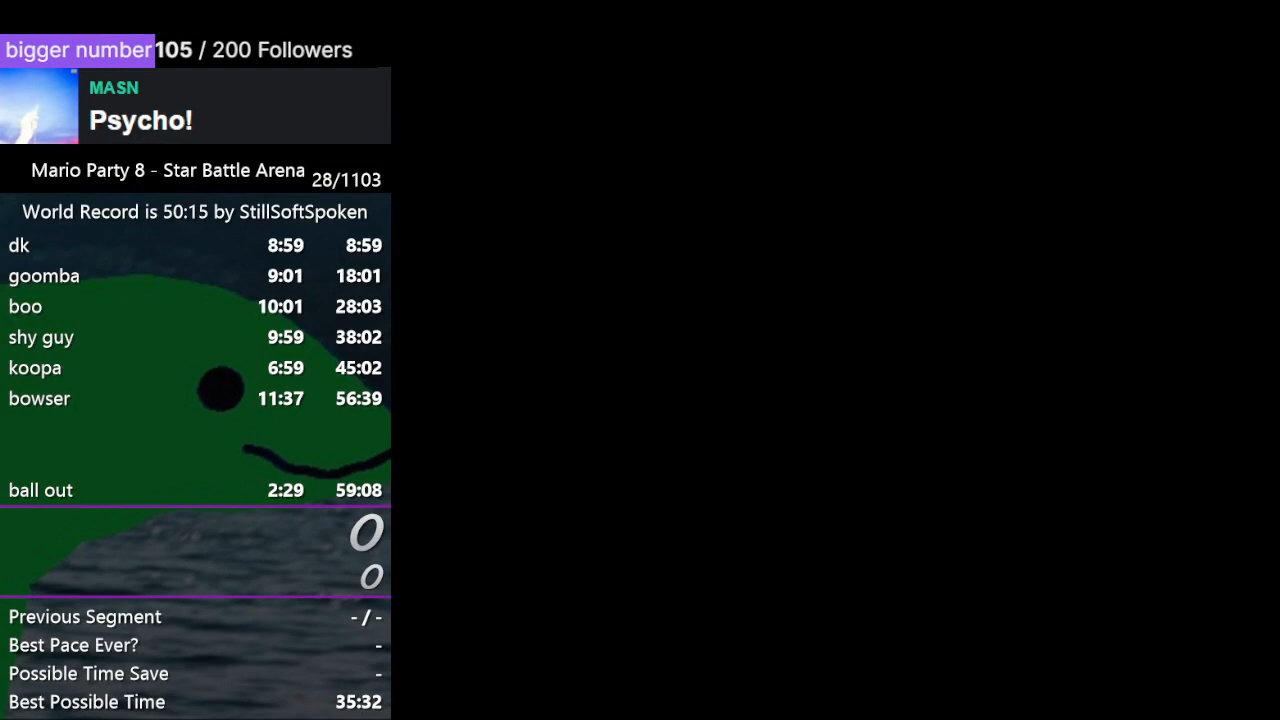 bigger number 105 / 200 Followers
MASN
Psycho!
Mario Party 8 - Star Battle Arena 28/1103
World Record is 50:15 by StillSoftSpoken
dk 8:59 8:59
goomba 9:01 18:01
boo 10:01 28:03
shy guy 9:59 38:02
koopa 6:59 45:02
bowser 11:37 56:39
ball out 2:29 59:08
0
0
Previous Segment - / -
Best Pace Ever? -
Possible Time Save -
Best Possible Time 35:32